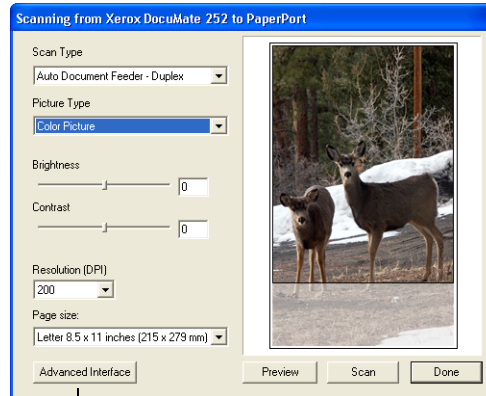 Scanning from Xerox DocuMate 252 to PaperPort
Scan Type
Auto Document Feeder - Duplex
Picture Type
Color Picture
Brightness
0
Contrast
0
Resolution (DPI)
200
Page size:
Letter 8.5 x 11 inches (215 x 279 mm)
Advanced Interface Preview Scan Done